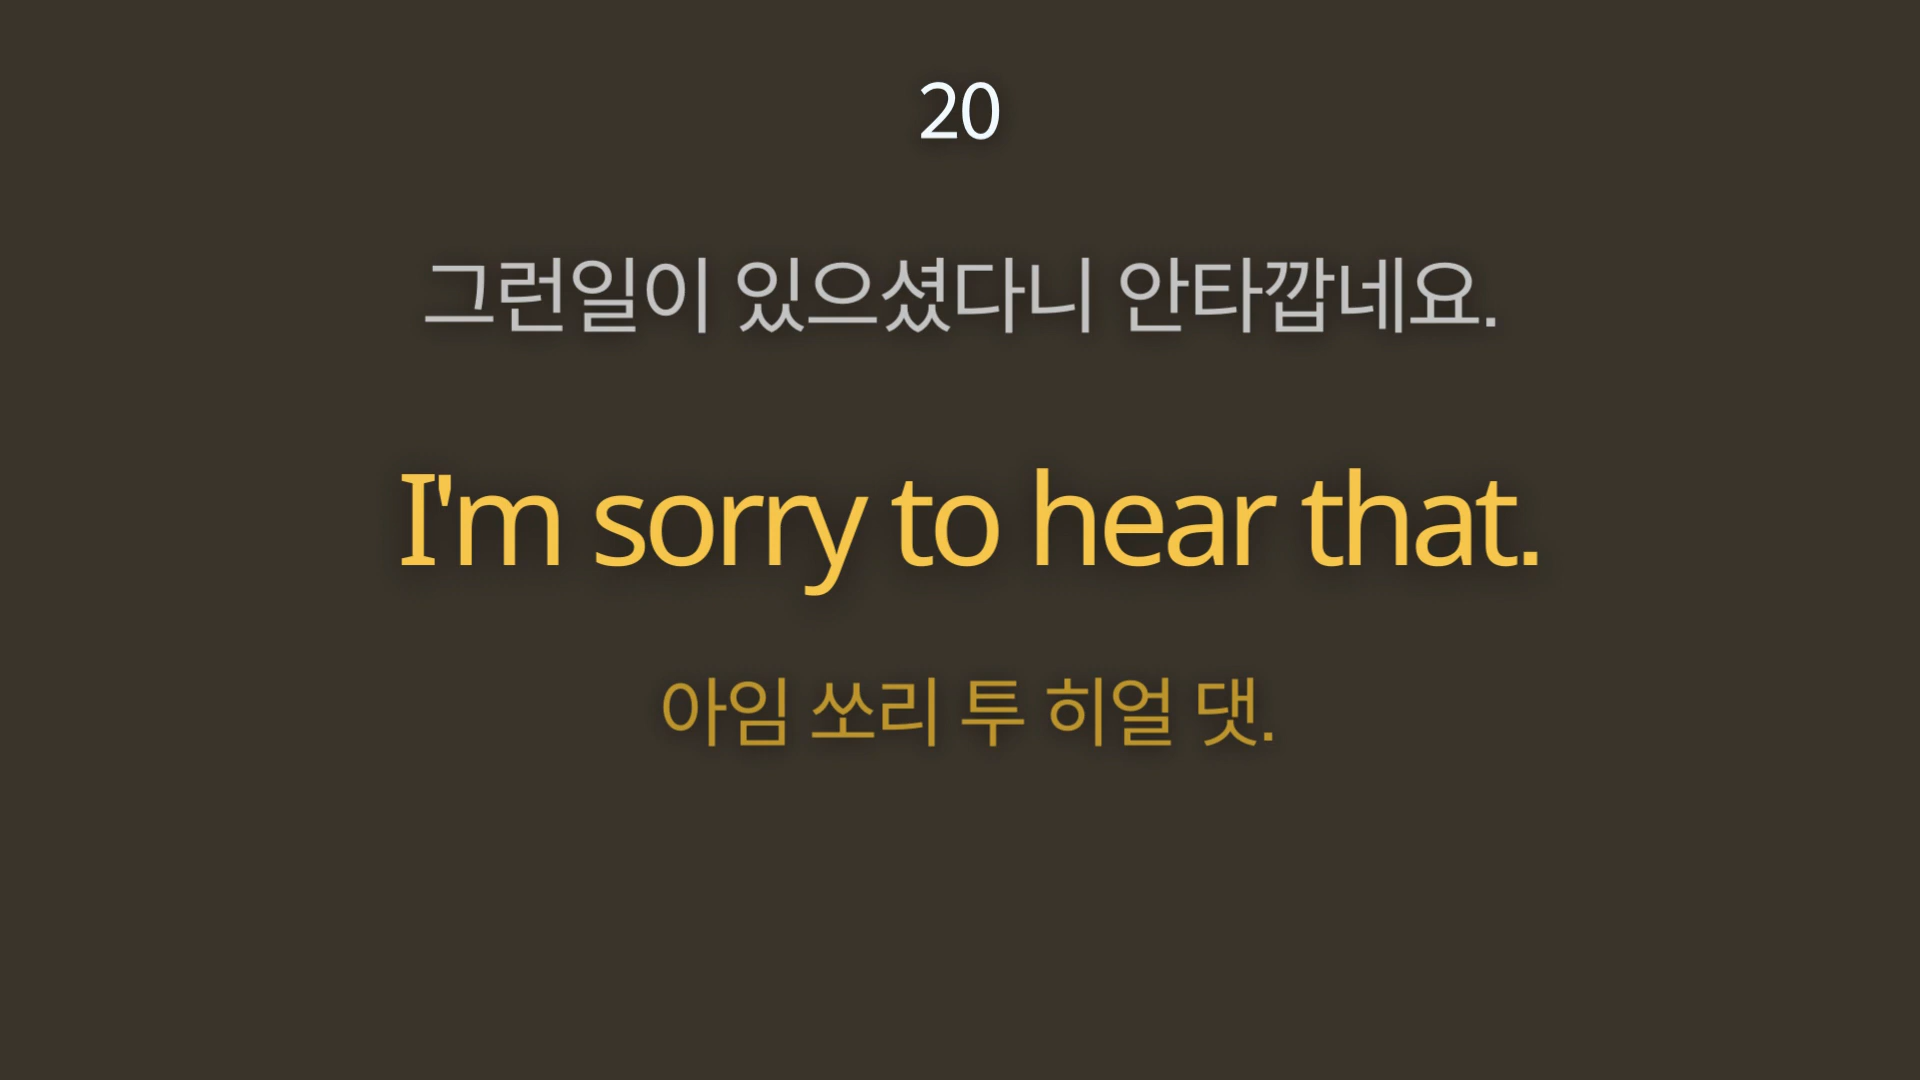 20
그런일이 있으셨다니 안타깝네요.
I'm sorry to hear that.
아임 쏘리 투 히얼 댓.